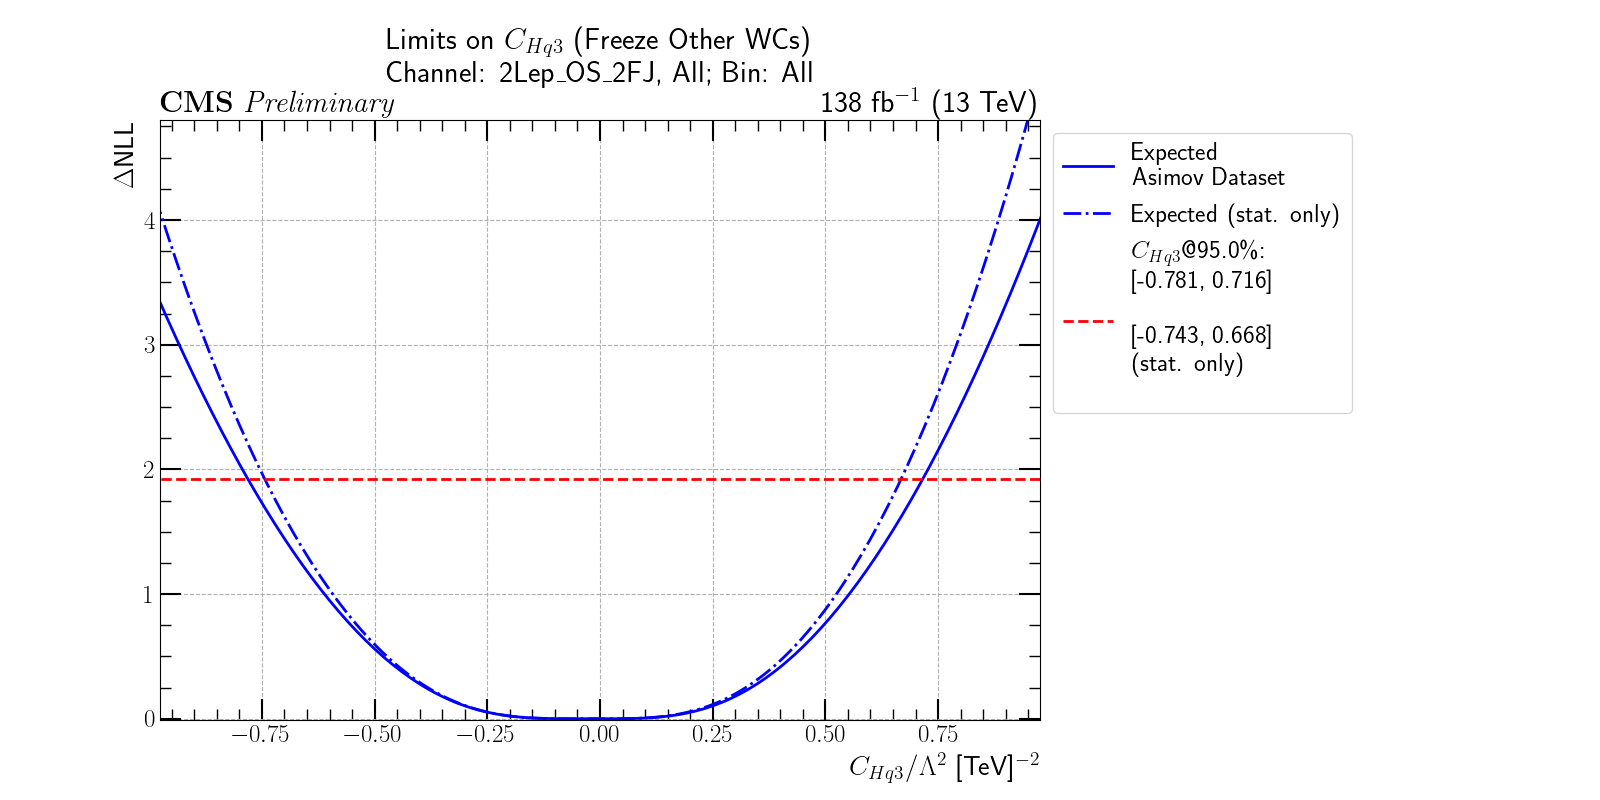 Limits on C_{Hq3} (Freeze Other WCs)
Channel: 2Lep_OS_2FJ, All; Bin: All
CMS Preliminary
138 fb⁻¹ (13 TeV)
ΔNLL
4
3
2
1
0
−0.75 −0.50 −0.25 0.00 0.25 0.50 0.75
C_{Hq3}/Λ² [TeV]⁻²
Expected
Asimov Dataset
Expected (stat. only)
C_{Hq3}@95.0%:
[-0.781, 0.716]
[-0.743, 0.668]
(stat. only)